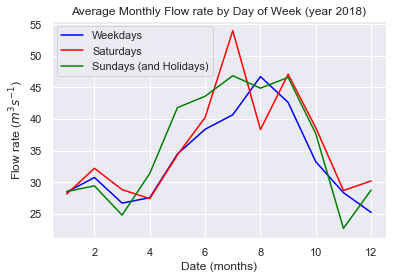 Average Monthly Flow rate by Day of Week (year 2018)
Weekdays
Saturdays
Sundays (and Holidays)
Flow rate (m³s⁻¹)
55
50
45
40
35
30
25
2 4 6 8 10 12
Date (months)